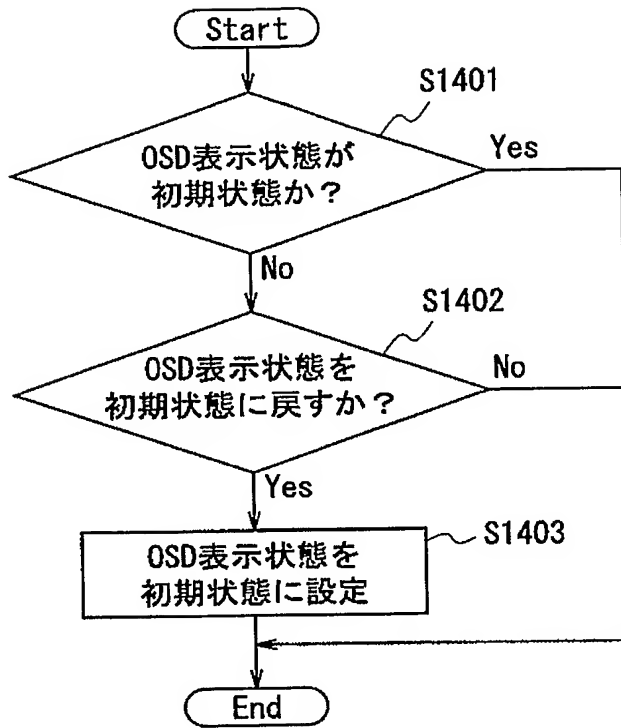 Start
S1401
OSD表示状態が
初期状態か？
Yes
No
S1402
OSD表示状態を
初期状態に戻すか？
No
Yes
S1403
OSD表示状態を
初期状態に設定
End